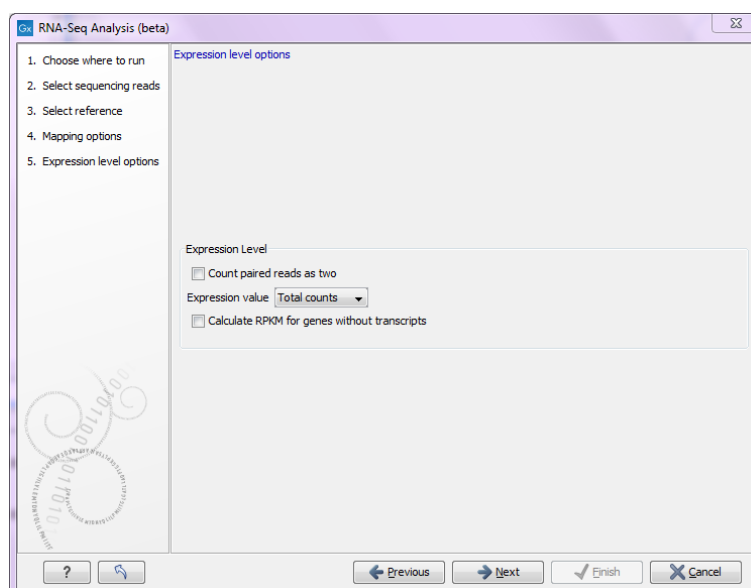 Gx RNA-Seq Analysis (beta)
1. Choose where to run
2. Select sequencing reads
3. Select reference
4. Mapping options
5. Expression level options
Expression level options
Expression Level
Count paired reads as two
Expression value Total counts
Calculate RPKM for genes without transcripts
? Previous Next Finish Cancel